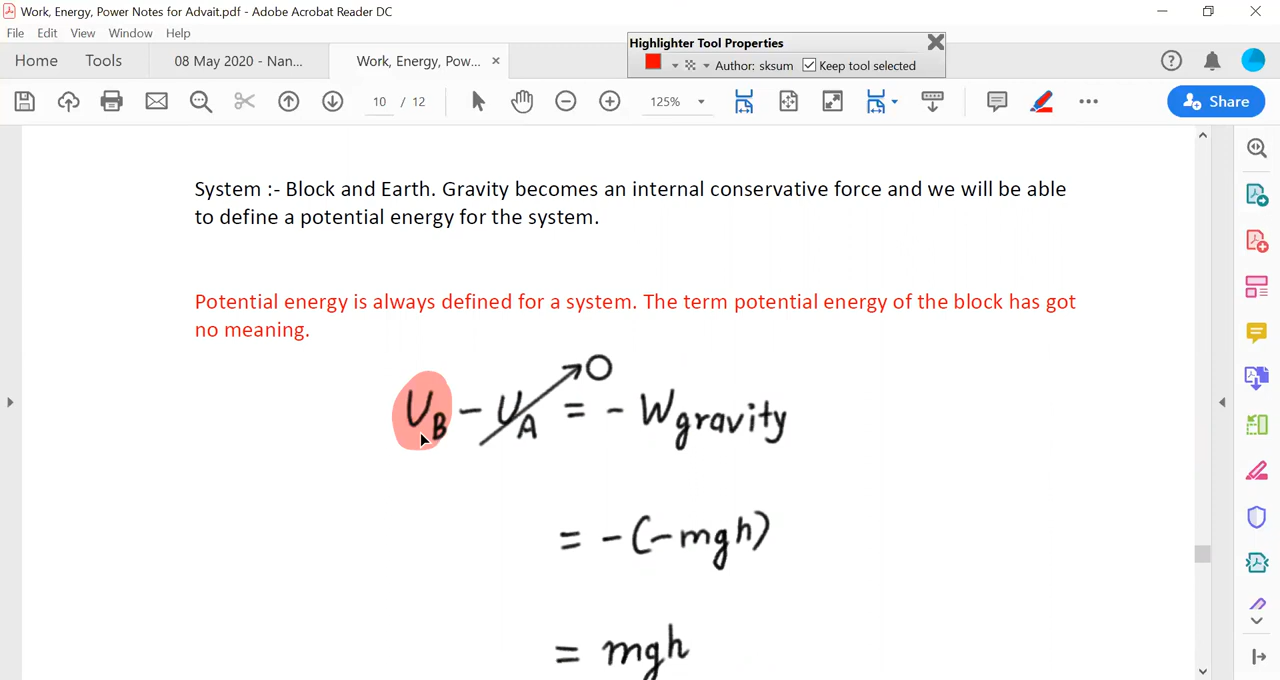 Work, Energy, Power Notes for Advait.pdf - Adobe Acrobat Reader DC
File Edit View Window Help
Highlighter Tool Properties
Author: sksum Keep tool selected
Home Tools 08 May 2020 - Nan... Work, Energy, Pow... ×
10 / 12 125% Share
System :- Block and Earth. Gravity becomes an internal conservative force and we will be able
to define a potential energy for the system.
Potential energy is always defined for a system. The term potential energy of the block has got
no meaning.
U_B - U_A = - W_gravity
0
= - (-mgh)
= mgh